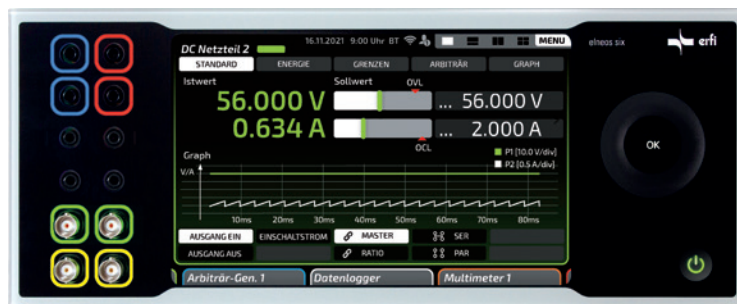 16.11.2021 9:00 Uhr BT
MENU
DC Netzteil 2
elneos six
erfi
STANDARD ENERGIE GRENZEN ARBITRÄR GRAPH
Istwert Sollwert OVL
56.000 V ... 56.000 V
0.634 A ... 2.000 A
OCL
Graph
P1 [10.0 V/div]
P2 [0.5 A/div]
V/A
10ms 20ms 30ms 40ms 50ms 60ms 70ms 80ms
AUSGANG EIN EINSCHALTSTROM MASTER SER
AUSGANG AUS RATIO PAR
Arbiträr-Gen. 1 Datenlogger Multimeter 1
OK